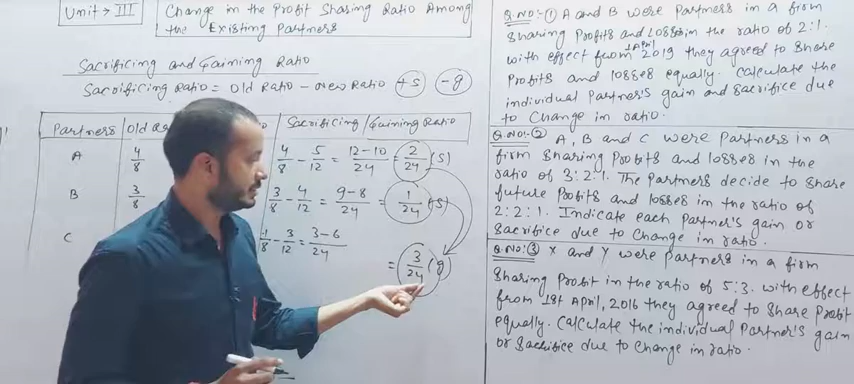 Unit → III
Change in the Profit Sharing Ratio Among
the Existing Partners
Sacrificing and Gaining Ratio
Sacrificing Ratio = Old Ratio - New Ratio +S -g
Partners Old Sacrificing/Gaining Ratio
A 4/8 4/8 - 5/12 = 12-10/24 = 2/24 (S)
B 3/8 3/8 - 4/12 = 9-8/24 = 1/24 (S)
C 1/8 - 3/12 = 3-6/24
= 3/24 (g)
Q.No:- ① A and B were Partners in a firm
Sharing Profits and Losses in the ratio of 2:1.
with effect from 1 April 2019 they agreed to share
Profits and losses equally. Calculate the
individual Partner's gain and Sacrifice due
to Change in ratio.
Q.No:- ② A, B and C were Partners in a
firm Sharing Profits and losses in the
ratio of 3:2:1. The Partners decide to share
future Profits and losses in the ratio of
2:2:1. Indicate each Partner's gain or
Sacrifice due to Change in ratio.
Q.No: ③ X and Y were Partners in a firm
Sharing Profit in the ratio of 5:3. with effect
from 1st April, 2016 they agreed to Share Profit
equally. Calculate the individual Partner's gain
or Sacrifice due to Change in ratio.